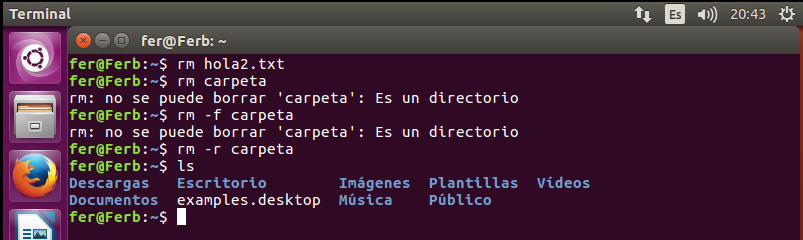 Terminal Es 20:43
fer@Ferb: ~
fer@Ferb:~$ rm hola2.txt
fer@Ferb:~$ rm carpeta
rm: no se puede borrar 'carpeta': Es un directorio
fer@Ferb:~$ rm -f carpeta
rm: no se puede borrar 'carpeta': Es un directorio
fer@Ferb:~$ rm -r carpeta
fer@Ferb:~$ ls
Descargas Escritorio Imágenes Plantillas Vídeos
Documentos examples.desktop Música Público
fer@Ferb:~$